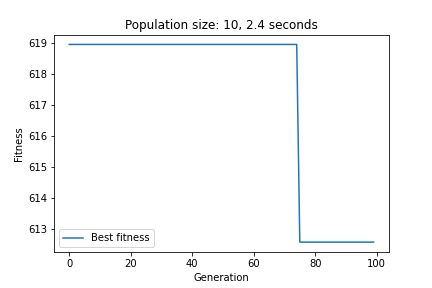 Population size: 10, 2.4 seconds
619
618
617
616
615
614
613
Fitness
Best fitness
0 20 40 60 80 100
Generation